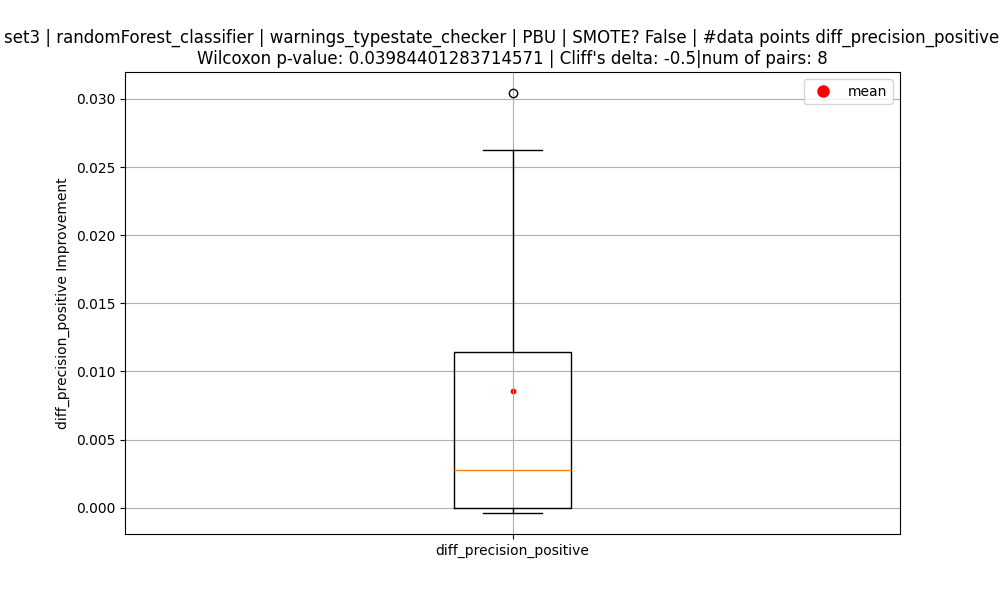 set3 | randomForest_classifier | warnings_typestate_checker | PBU | SMOTE? False | #data points diff_precision_positive
Wilcoxon p-value: 0.03984401283714571 | Cliff's delta: -0.5|num of pairs: 8
mean
0.030
0.025
0.020
0.015
0.010
0.005
0.000
diff_precision_positive Improvement
diff_precision_positive